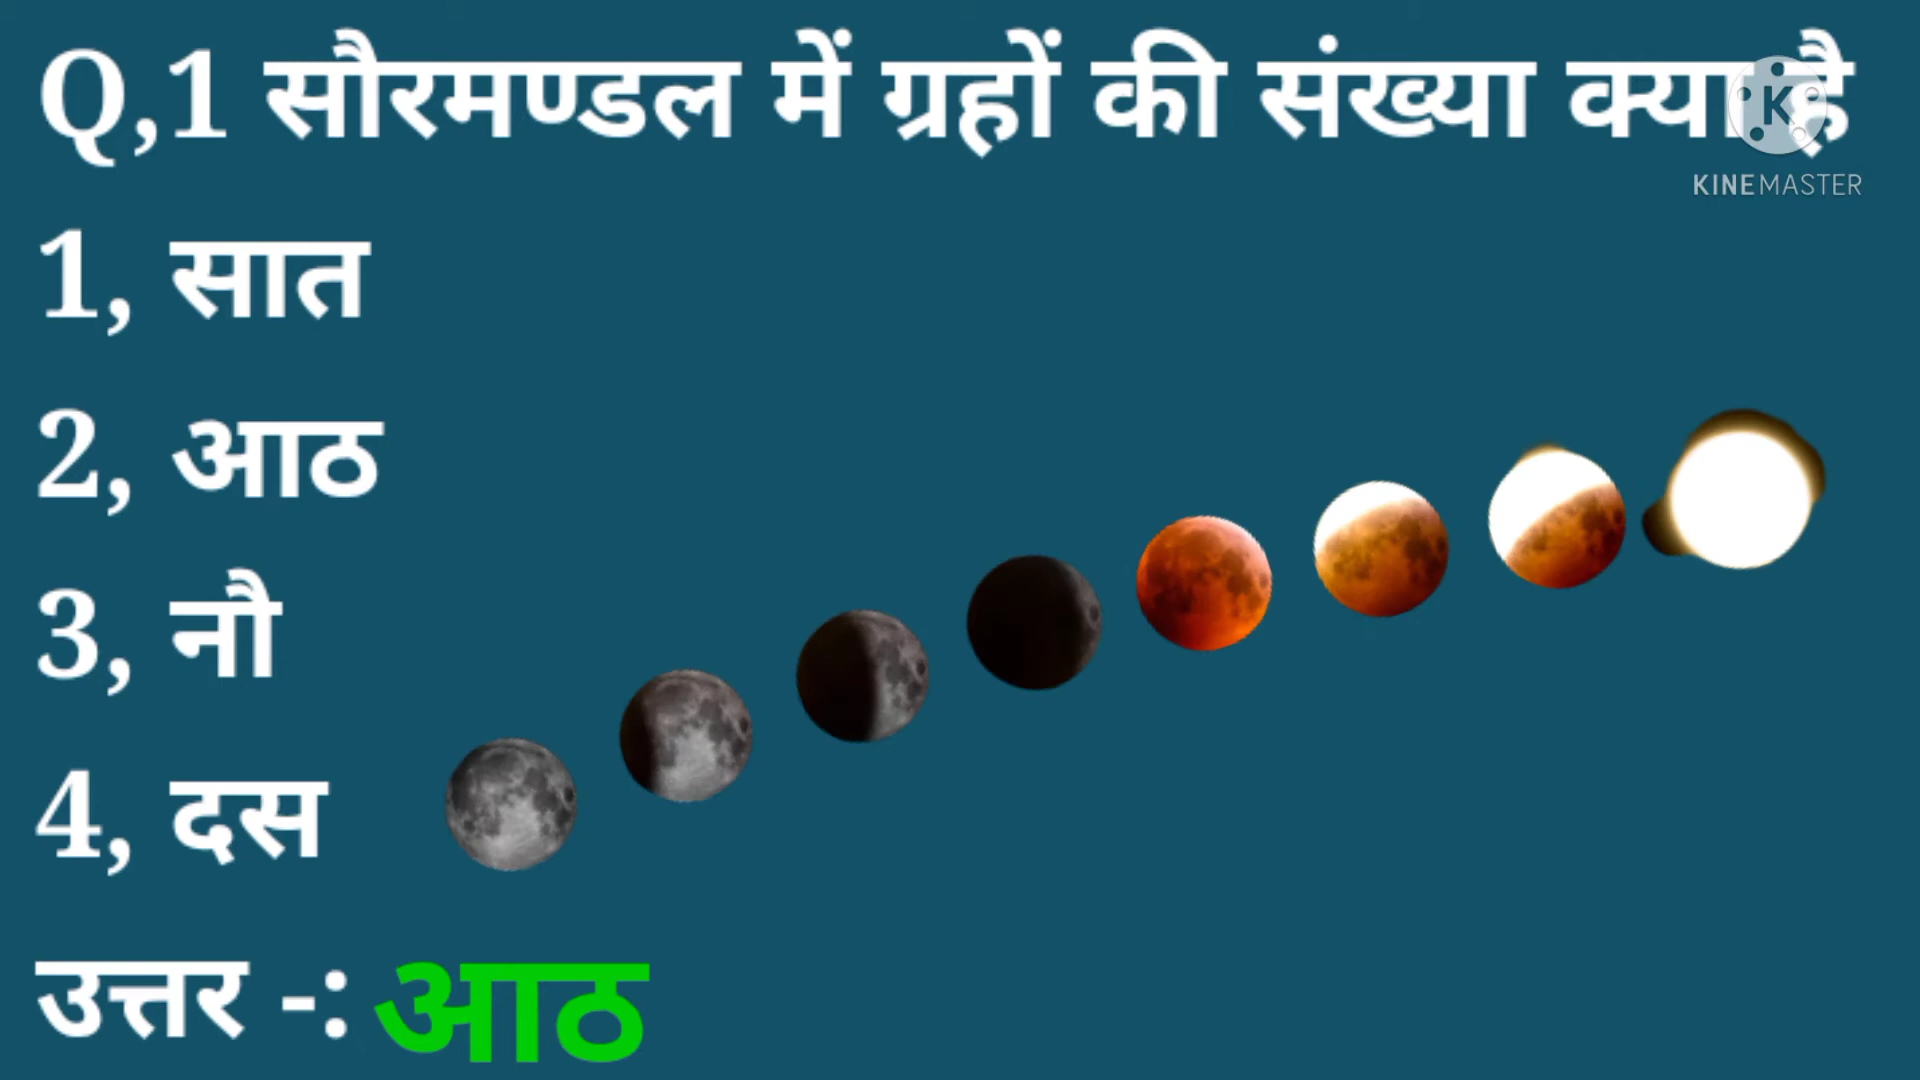 Q,1 सौरमण्डल में ग्रहों की संख्या क्या है
KINEMASTER
1, सात
2, आठ
3, नौ
4, दस
उत्तर -: आठ